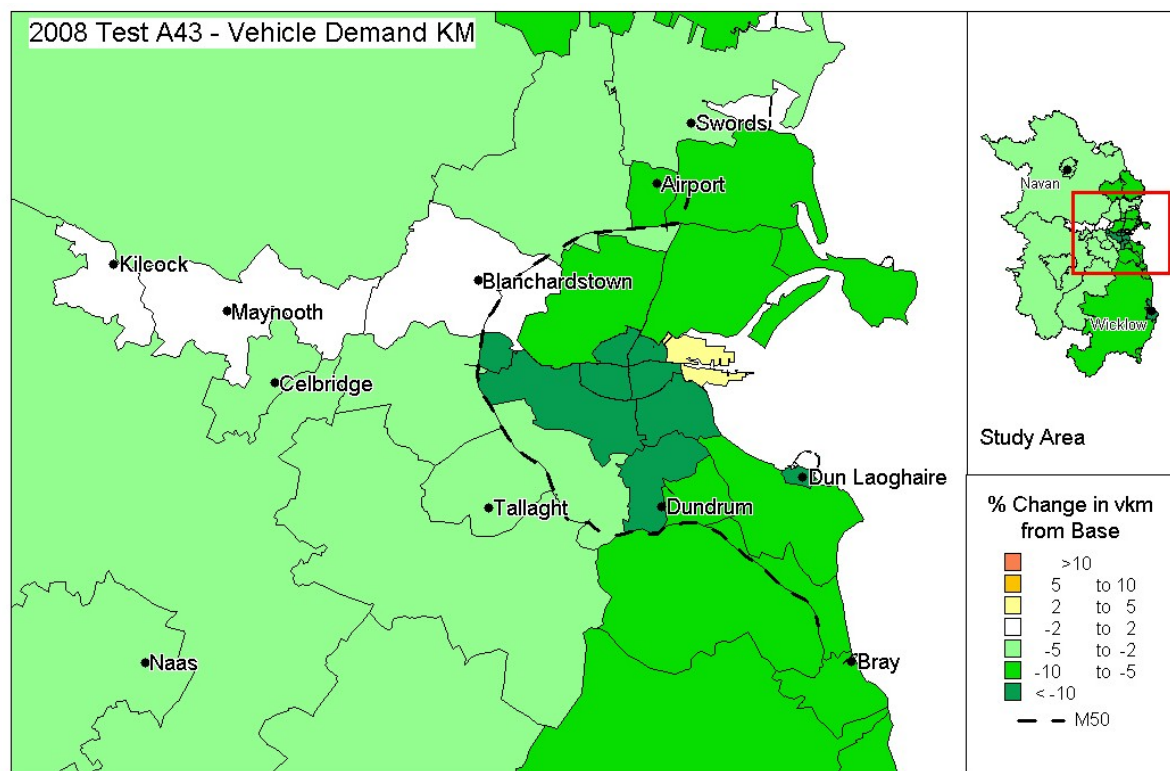 2008 Test A43 - Vehicle Demand KM
Swords
Airport
Kilcock
Blanchardstown
Maynooth
Celbridge
Tallaght
Dundrum
Dun Laoghaire
Naas
Bray
Navan
Wicklow
Study Area
% Change in vkm
from Base
>10
5 to 10
2 to 5
-2 to 2
-5 to -2
-10 to -5
< -10
M50